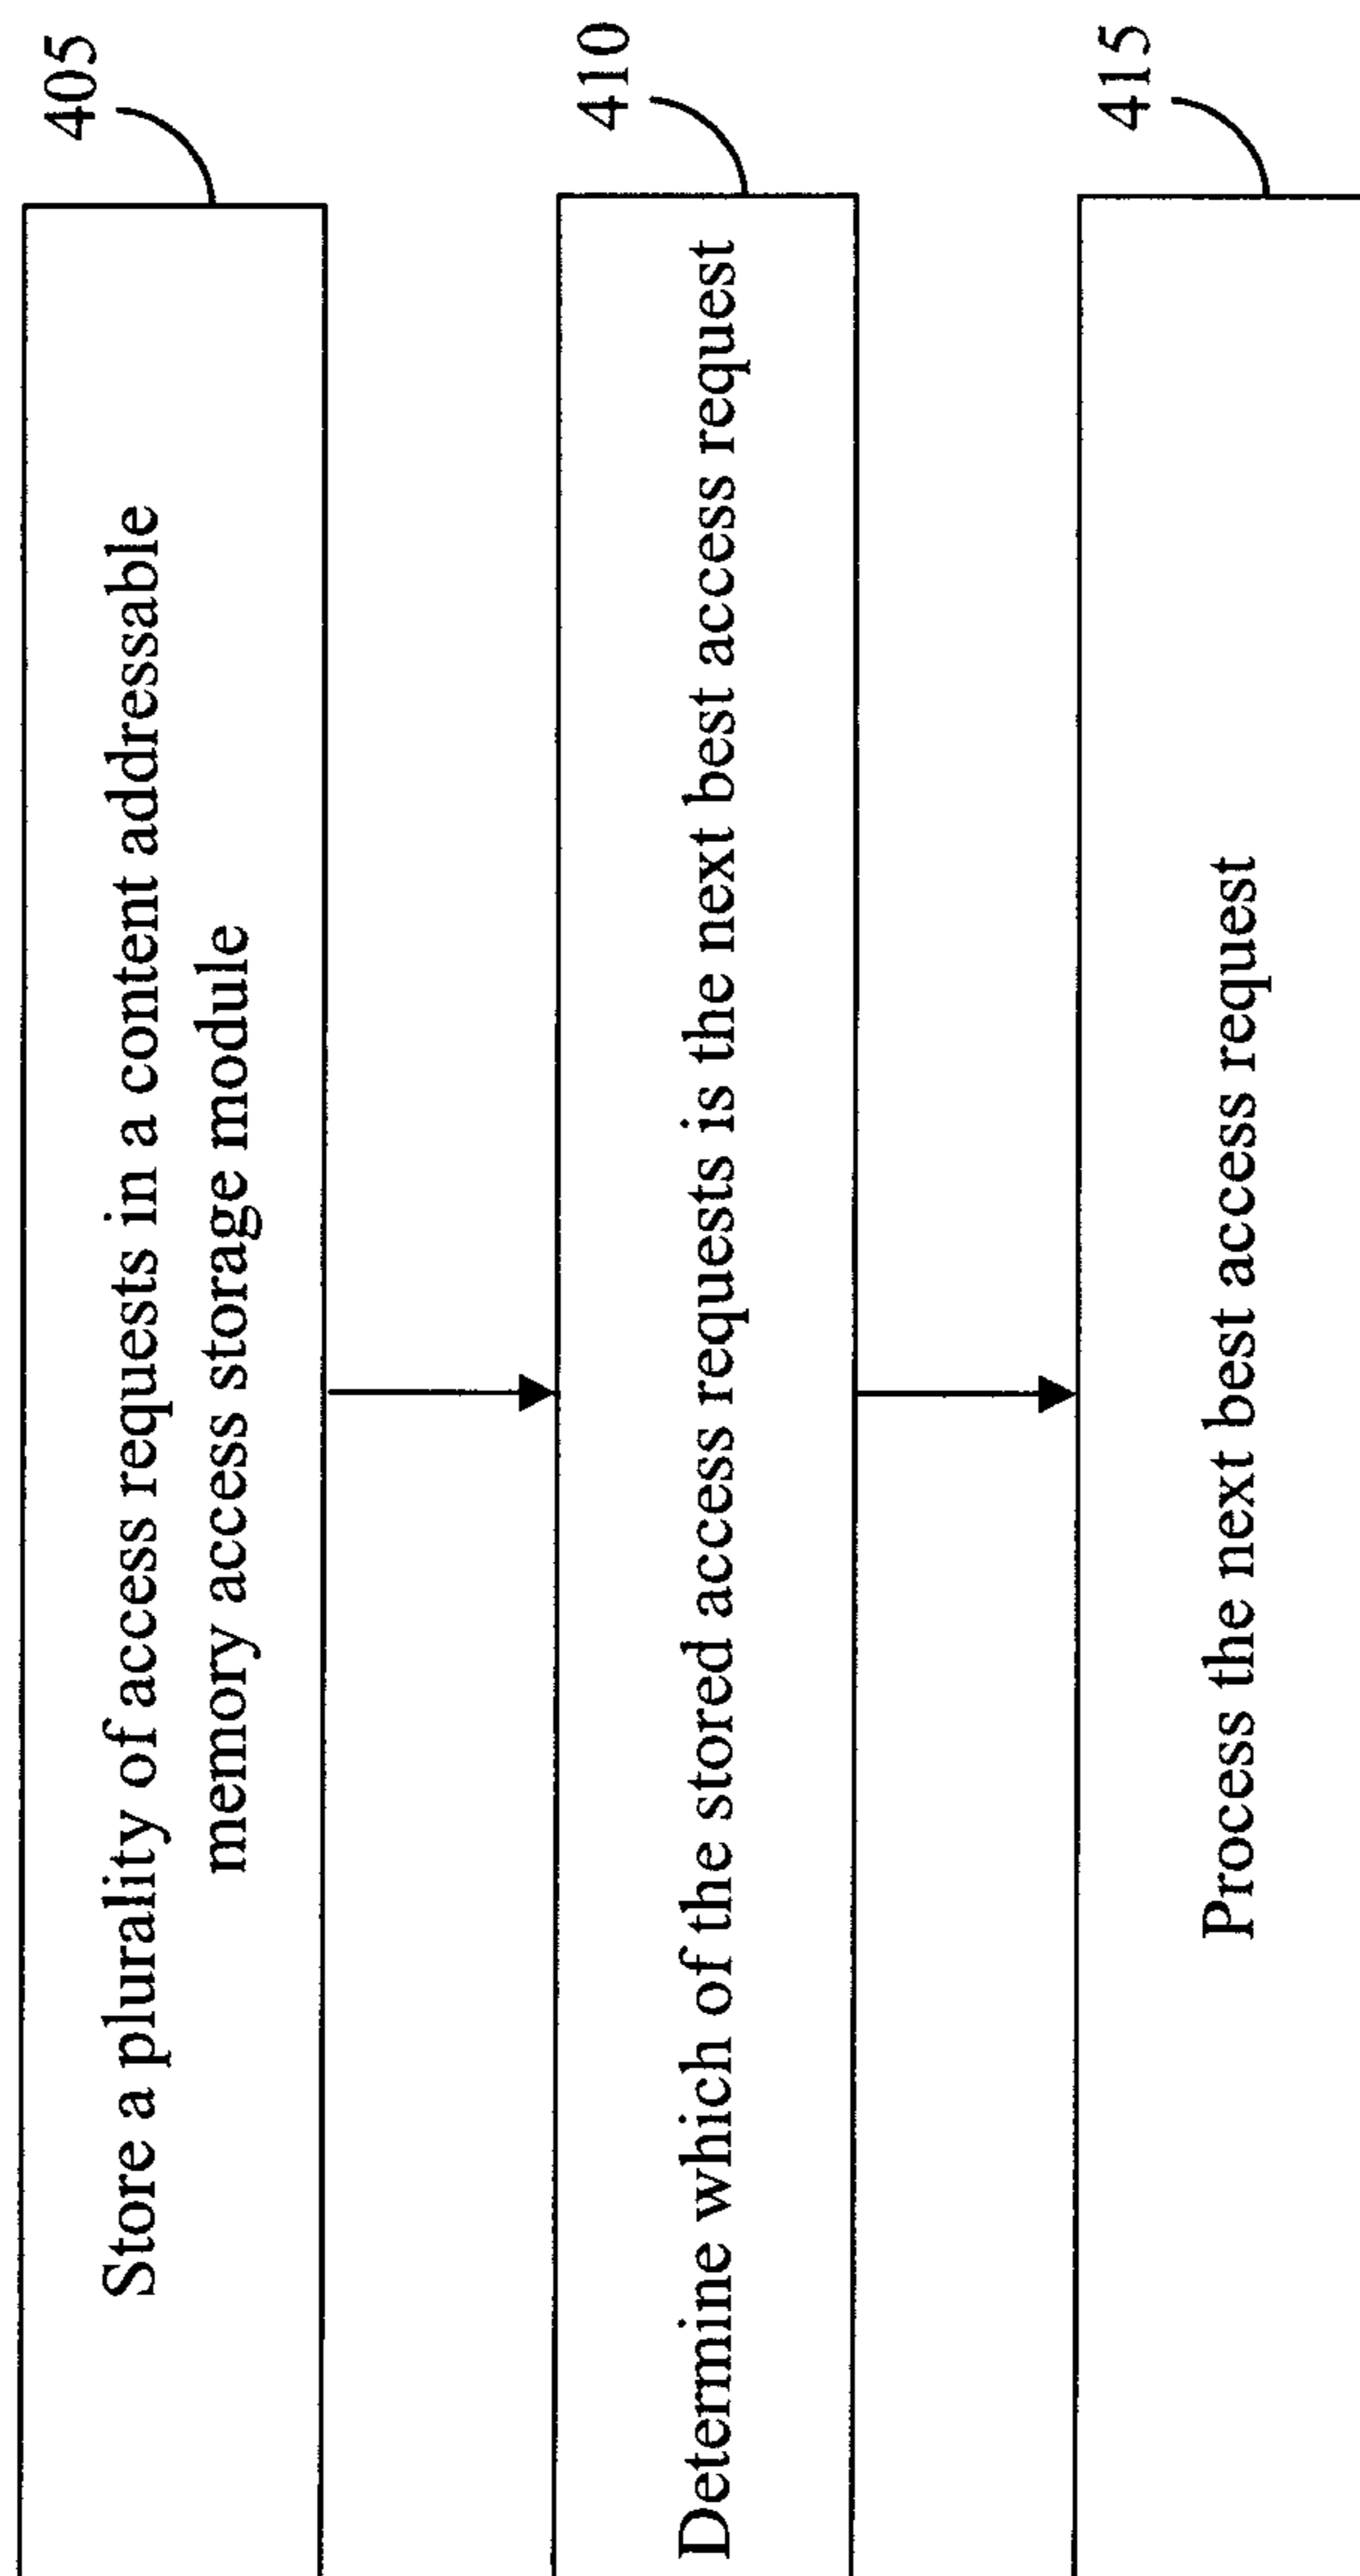 405
Store a plurality of access requests in a content addressable
memory access storage module
410
Determine which of the stored access requests is the next best access request
415
Process the next best access request